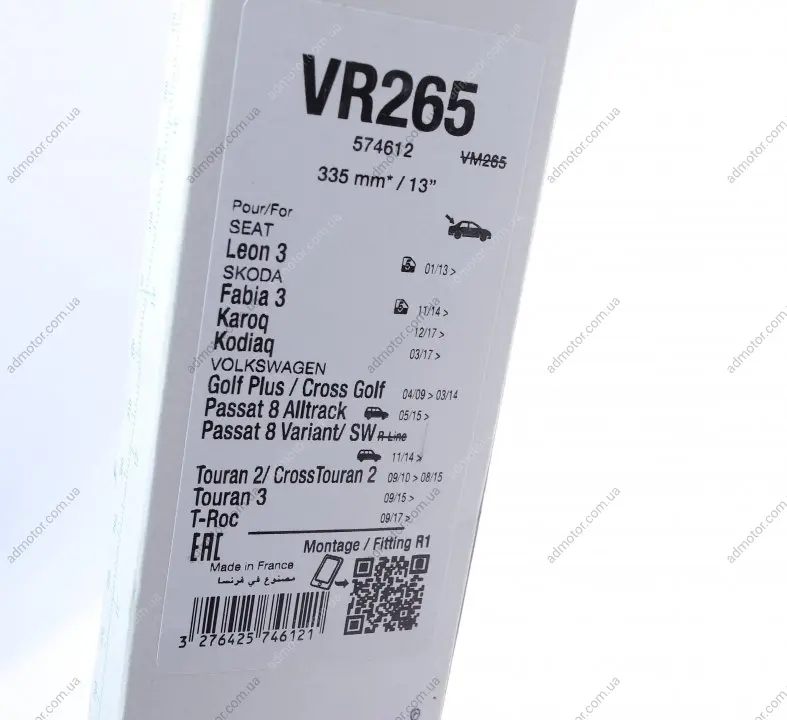 VR265
574612 VM265
335 mm* / 13”
Pour/For
SEAT
Leon 3 5 01/13 >
SKODA
Fabia 3 5 11/14 >
Karoq 12/17 >
Kodiaq 03/17 >
VOLKSWAGEN
Golf Plus / Cross Golf 04/09 > 03/14
Passat 8 Alltrack 05/15 >
Passat 8 Variant/ SW R-Line
11/14 >
Touran 2/ CrossTouran 2 09/10 > 08/15
Touran 3 09/15 >
T-Roc 09/17 >
EAC Montage / Fitting R1
Made in France
مصنوع في فرنسا
3 276425 746121
admotor.com.ua